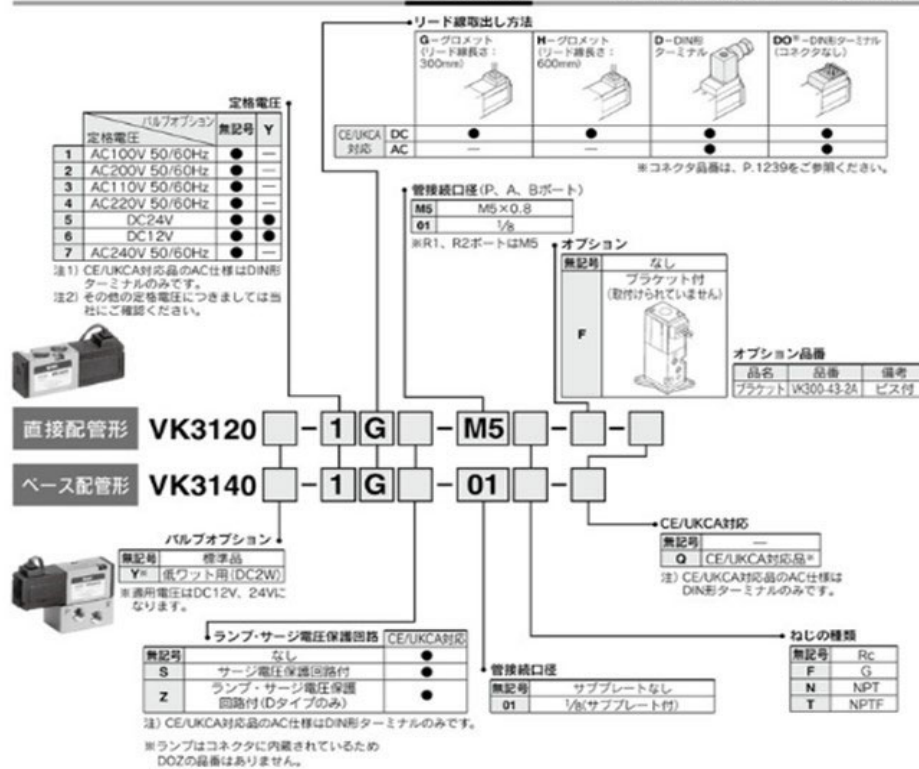 リード線取出し方法
G-グロメット
(リード線長さ:
300mm)
H-グロメット
(リード線長さ:
600mm)
D-DIN形
ターミナル
DO※-DIN形ターミナル
(コネクタなし)
CE/UKCA
対応
DC ● ● ● ●
AC — — ● ●
※コネクタ品番は、P.1239をご参照ください。
定格電圧
バルブオプション
定格電圧
無記号 Y
1 AC100V 50/60Hz ● —
2 AC200V 50/60Hz ● —
3 AC110V 50/60Hz ● —
4 AC220V 50/60Hz ● —
5 DC24V ● ●
6 DC12V ● ●
7 AC240V 50/60Hz ● —
注1) CE/UKCA対応品のAC仕様はDIN形
ターミナルのみです。
注2) その他の定格電圧につきましては当
社にご確認ください。
管接続口径(P、A、Bポート)
M5 M5×0.8
01 1/8
※R1、R2ポートはM5
オプション
無記号 なし
F ブラケット付
(取付けられていません)
オプション品番
品名 品番 備考
ブラケット VK300-43-2A ビス付
直接配管形 VK3120 - 1 G - M5 - -
ベース配管形 VK3140 - 1 G - 01 -
バルブオプション
無記号 標準品
Y※ 低ワット用(DC2W)
※適用電圧はDC12V、24Vに
なります。
CE/UKCA対応
無記号 —
Q CE/UKCA対応品※
注) CE/UKCA対応品のAC仕様は
DIN形ターミナルのみです。
ランプ・サージ電圧保護回路 CE/UKCA対応
無記号 なし ●
S サージ電圧保護回路付 ●
Z ランプ・サージ電圧保護
回路付(Dタイプのみ) ●
注) CE/UKCA対応品のAC仕様はDIN形ターミナルのみです。
※ランプはコネクタに内蔵されているため
DOZの品番はありません。
管接続口径
無記号 サブプレートなし
01 1/8(サブプレート付)
ねじの種類
無記号 Rc
F G
N NPT
T NPTF